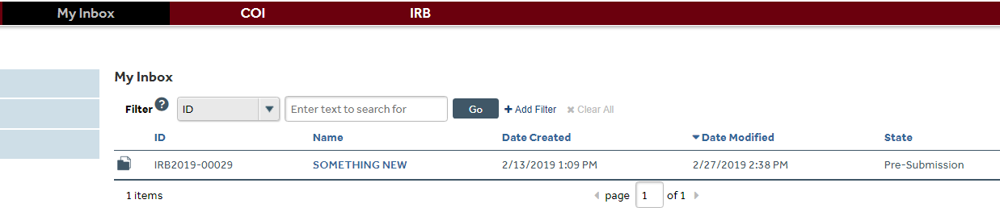 My Inbox COI IRB
My Inbox
Filter ? ID Enter text to search for Go + Add Filter × Clear All
ID Name Date Created Date Modified State
IRB2019-00029 SOMETHING NEW 2/13/2019 1:09 PM 2/27/2019 2:38 PM Pre-Submission
1 items page 1 of 1